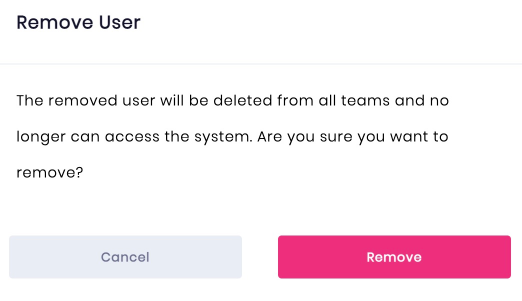 Remove User
The removed user will be deleted from all teams and no
longer can access the system. Are you sure you want to
remove?
Cancel
Remove